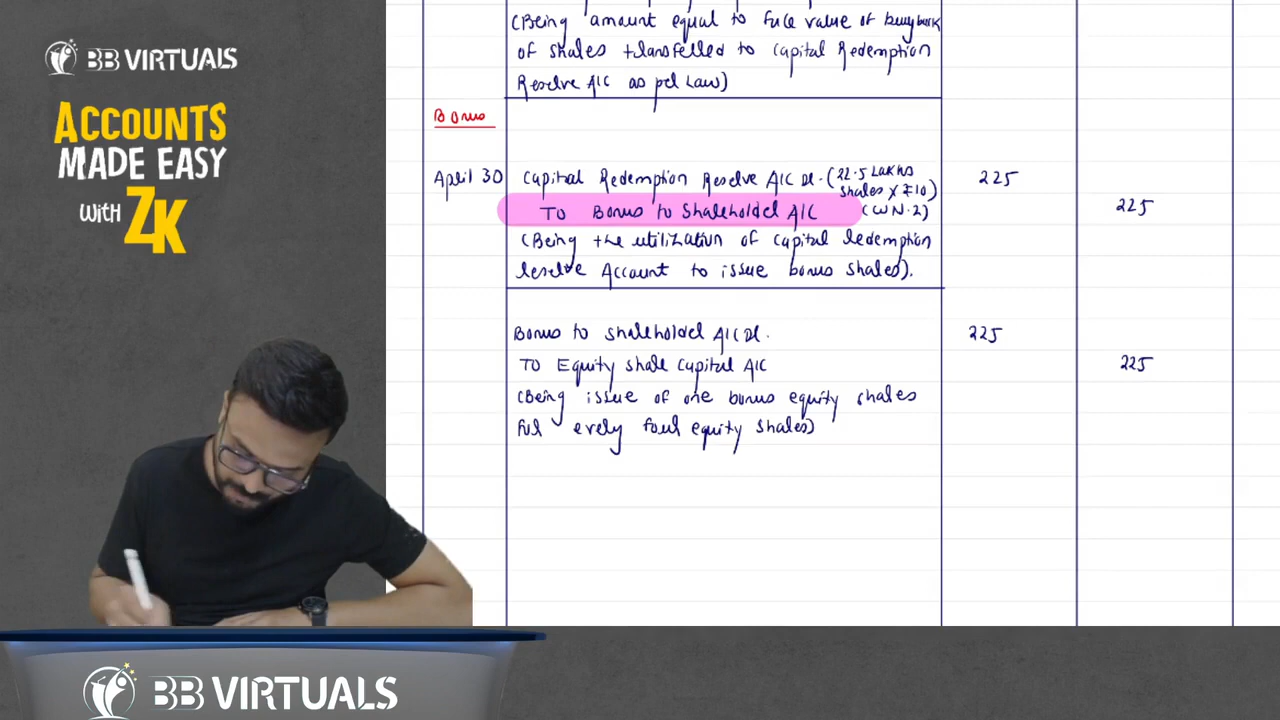 BB VIRTUALS
ACCOUNTS
MADE EASY
WITH ZK
(Being amount equal to face value of buyback
of shares transferred to Capital Redemption
Reserve A/C as per Law)
Bonus
April 30 Capital Redemption Reserve A/C Dr. (22.5 Lakhs shares x ₹10) 225
To Bonus to Shareholder A/C (WN.2) 225
(Being the utilization of capital redemption
reserve Account to issue bonus shares).
Bonus to shareholder A/C Dr. 225
To Equity share Capital A/C 225
(Being issue of one bonus equity shares
for every four equity shares)
BB VIRTUALS